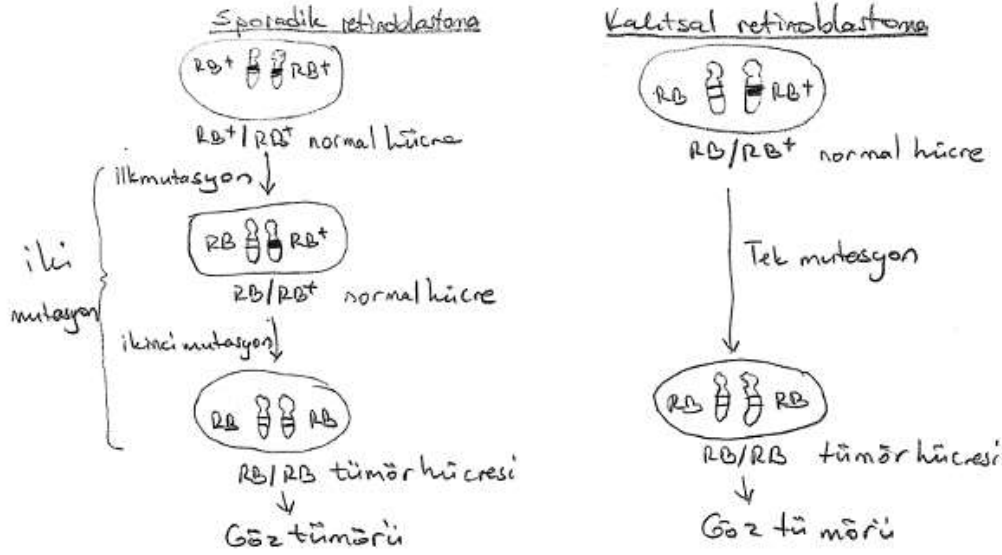 Sporadik retinoblastoma
RB+ RB+
RB+/RB+ normal hücre
ilk mutasyon
RB RB+
RB/RB+ normal hücre
iki
mutasyon
ikinci mutasyon
RB RB
RB/RB tümör hücresi
Göz tümörü
Kalıtsal retinoblastoma
RB RB+
RB/RB+ normal hücre
Tek mutasyon
RB RB
RB/RB tümör hücresi
Göz tümörü